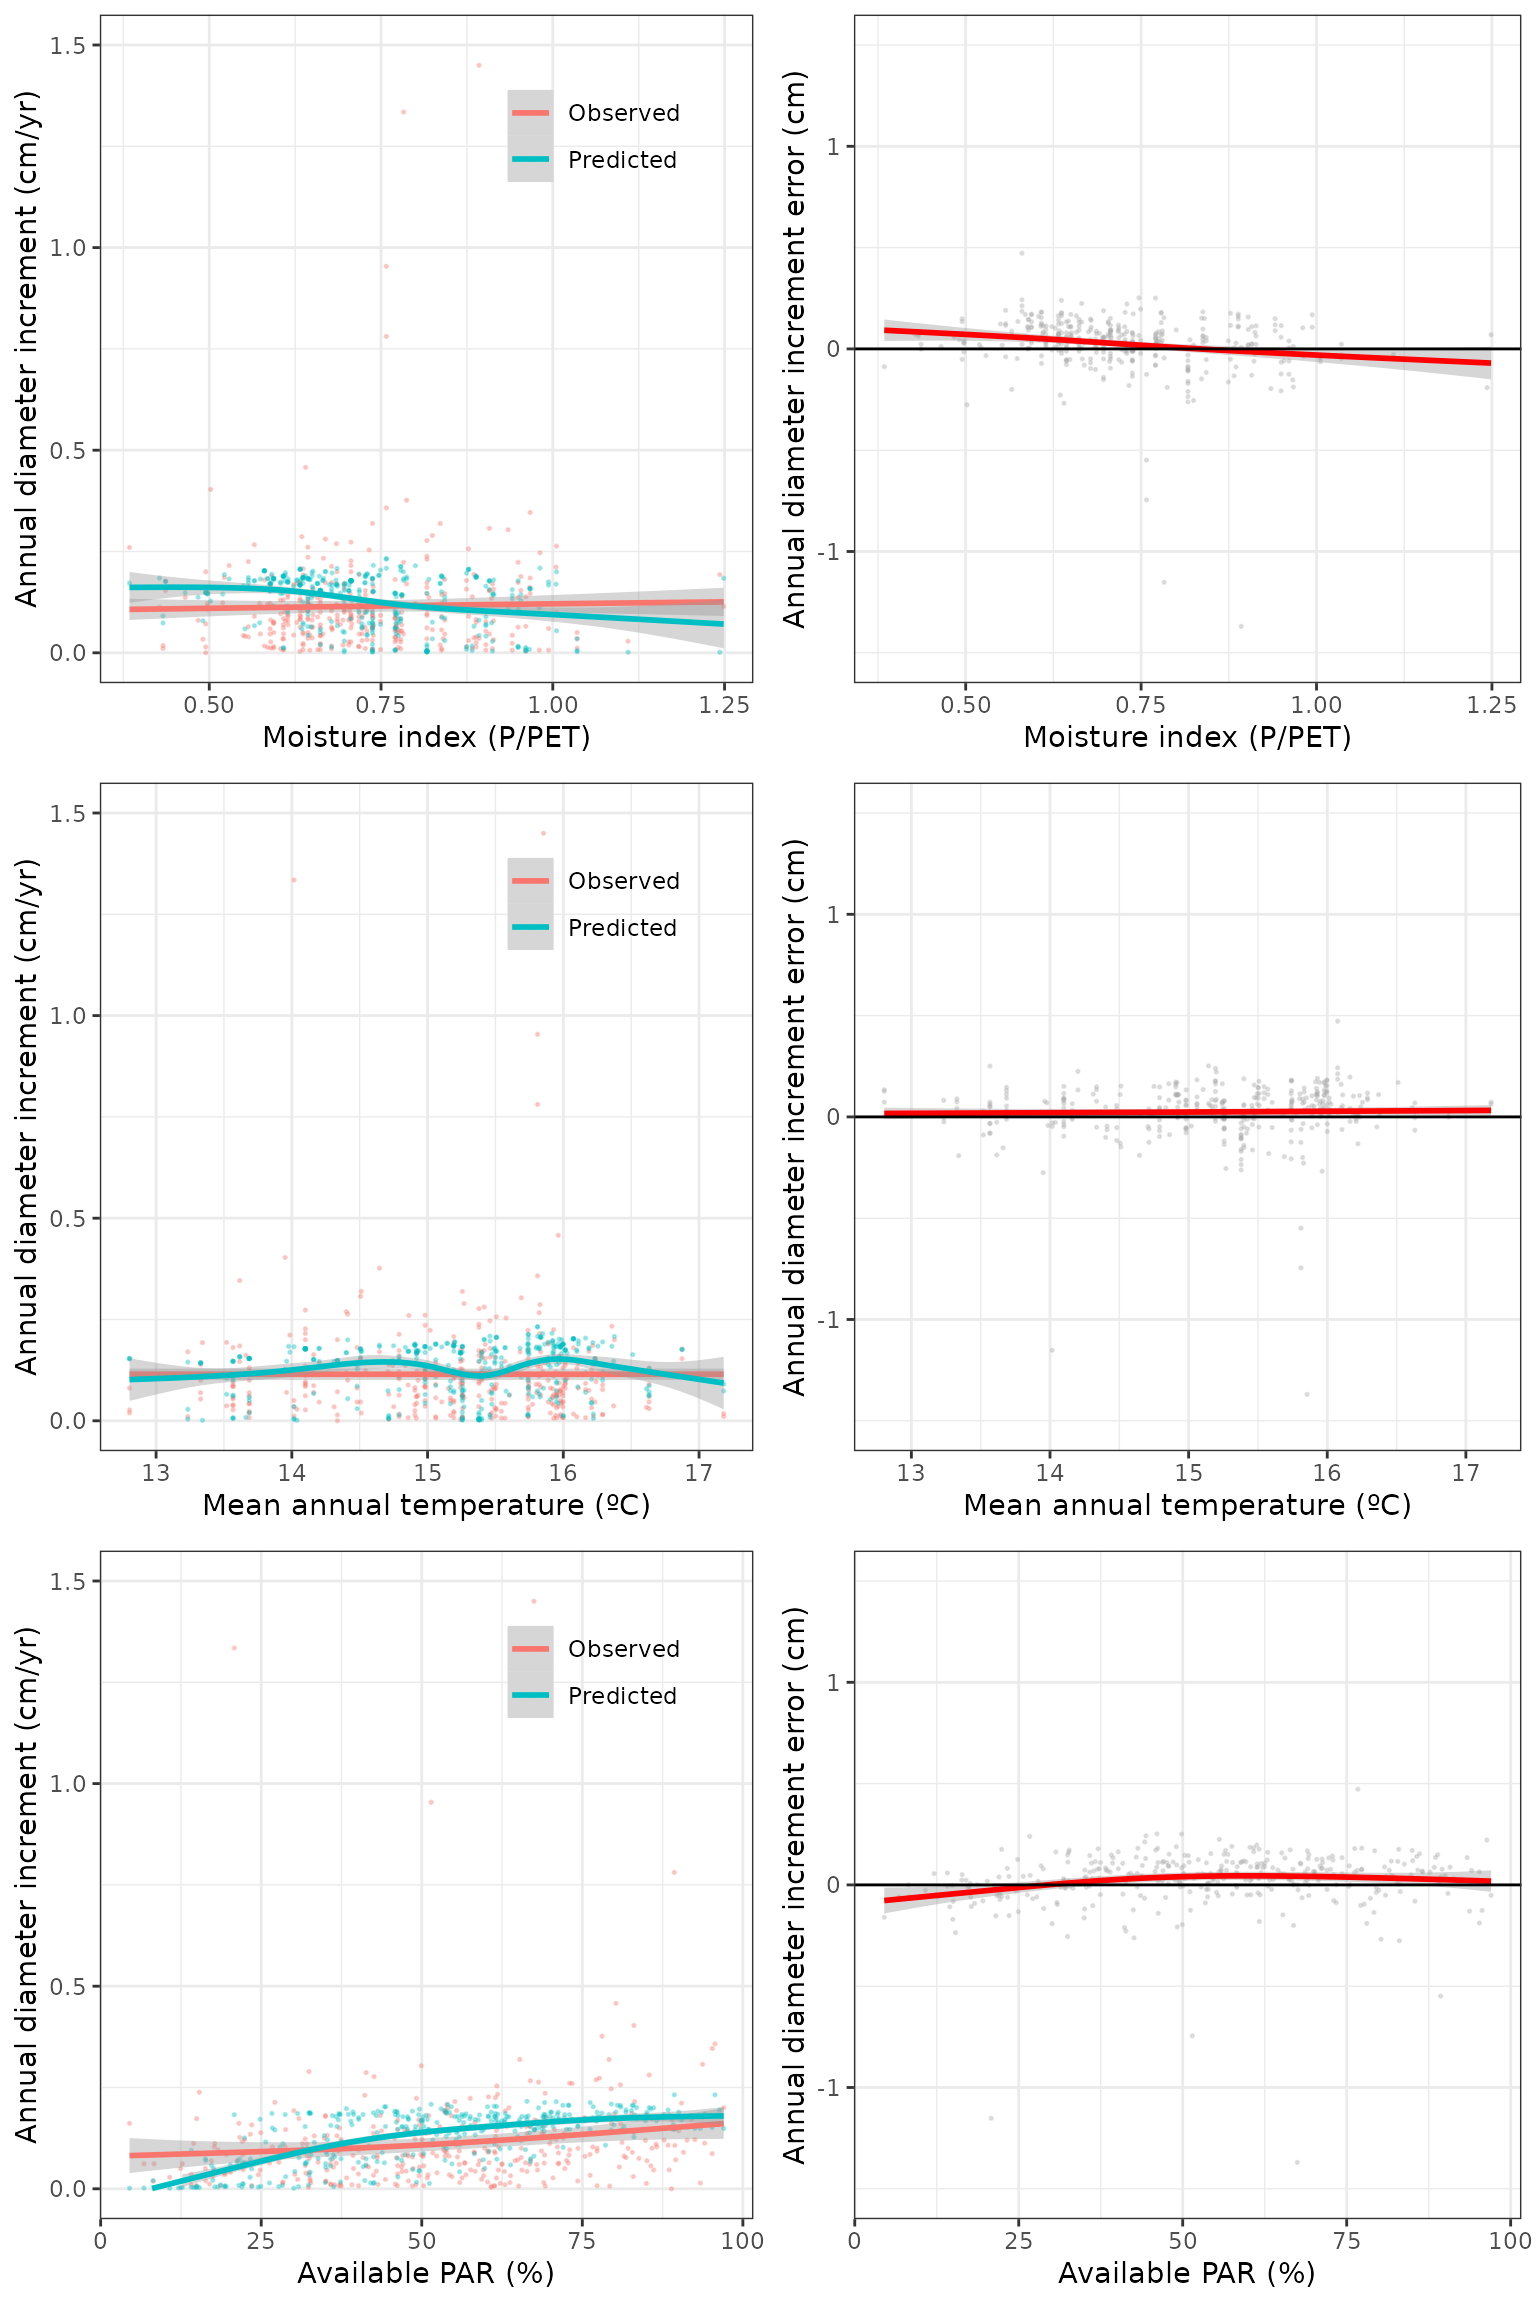 Annual diameter increment (cm/yr)
1.5
1.0
0.5
0.0
Observed
Predicted
0.50 0.75 1.00 1.25
Moisture index (P/PET)
Annual diameter increment error (cm)
1
0
-1
0.50 0.75 1.00 1.25
Moisture index (P/PET)
Annual diameter increment (cm/yr)
1.5
1.0
0.5
0.0
Observed
Predicted
13 14 15 16 17
Mean annual temperature (ºC)
Annual diameter increment error (cm)
1
0
-1
13 14 15 16 17
Mean annual temperature (ºC)
Annual diameter increment (cm/yr)
1.5
1.0
0.5
0.0
Observed
Predicted
0 25 50 75 100
Available PAR (%)
Annual diameter increment error (cm)
1
0
-1
0 25 50 75 100
Available PAR (%)